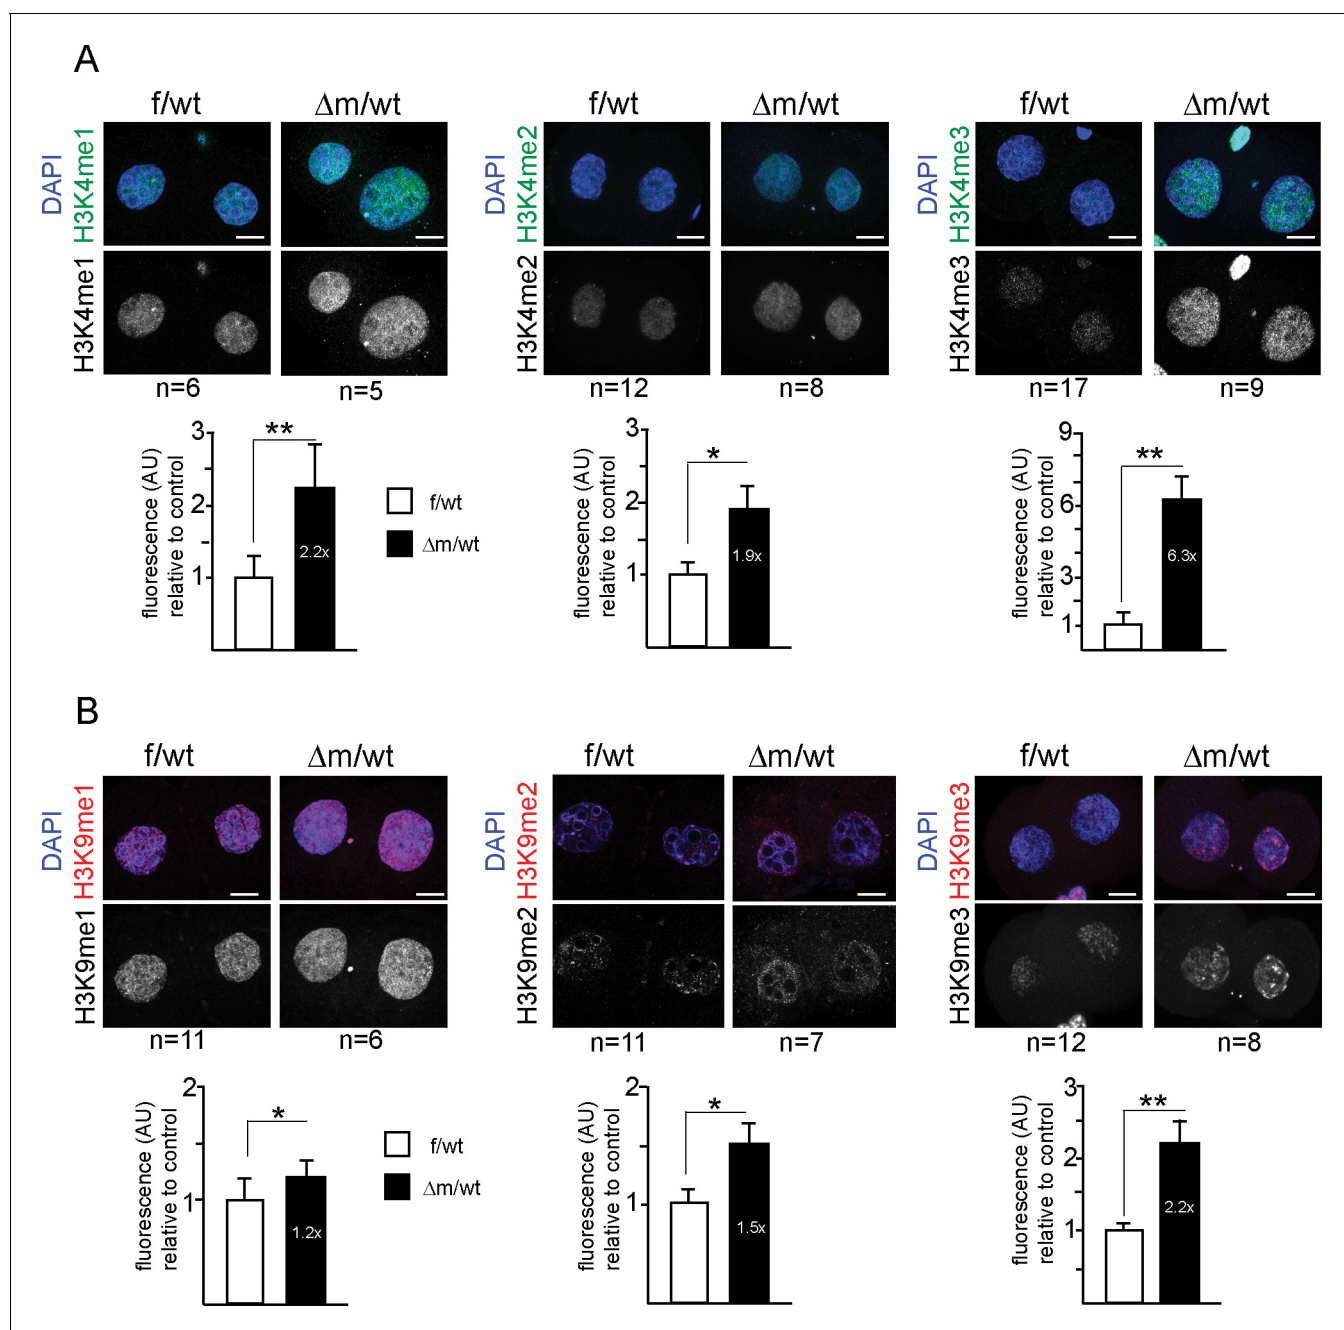 A
f/wt
Δm/wt
f/wt
Δm/wt
f/wt
Δm/wt
DAPI
H3K4me1
DAPI
H3K4me2
DAPI
H3K4me3
H3K4me1
H3K4me2
H3K4me3
n=6
n=5
n=12
n=8
n=17
n=9
fluorescence (AU)
relative to control
3
2
1
**
2.2x
f/wt
Δm/wt
fluorescence (AU)
relative to control
3
2
1
*
1.9x
fluorescence (AU)
relative to control
9
6
3
1
**
6.3x
B
f/wt
Δm/wt
f/wt
Δm/wt
f/wt
Δm/wt
DAPI
H3K9me1
DAPI
H3K9me2
DAPI
H3K9me3
H3K9me1
H3K9me2
H3K9me3
n=11
n=6
n=11
n=7
n=12
n=8
fluorescence (AU)
relative to control
2
1
*
1.2x
f/wt
Δm/wt
fluorescence (AU)
relative to control
2
1
*
1.5x
fluorescence (AU)
relative to control
3
2
1
**
2.2x